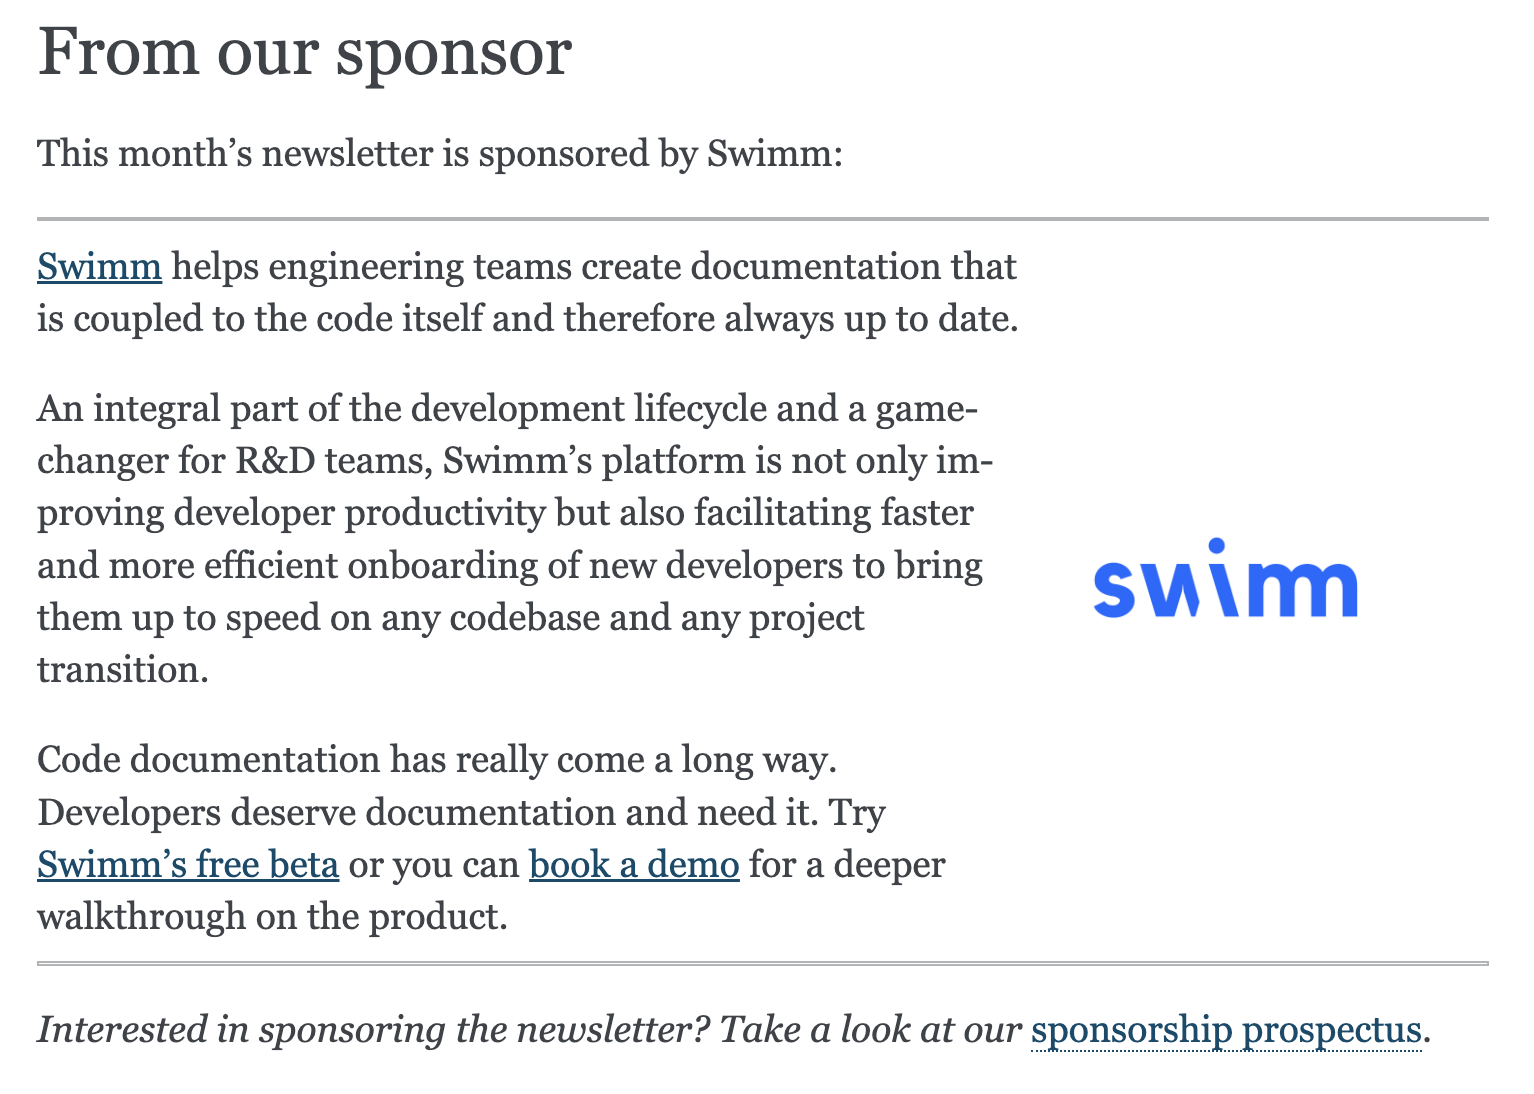 From our sponsor
This month’s newsletter is sponsored by Swimm:
Swimm helps engineering teams create documentation that
is coupled to the code itself and therefore always up to date.
An integral part of the development lifecycle and a game-
changer for R&D teams, Swimm’s platform is not only im-
proving developer productivity but also facilitating faster
and more efficient onboarding of new developers to bring
them up to speed on any codebase and any project
transition.
swimm
Code documentation has really come a long way.
Developers deserve documentation and need it. Try
Swimm’s free beta or you can book a demo for a deeper
walkthrough on the product.
Interested in sponsoring the newsletter? Take a look at our sponsorship prospectus.